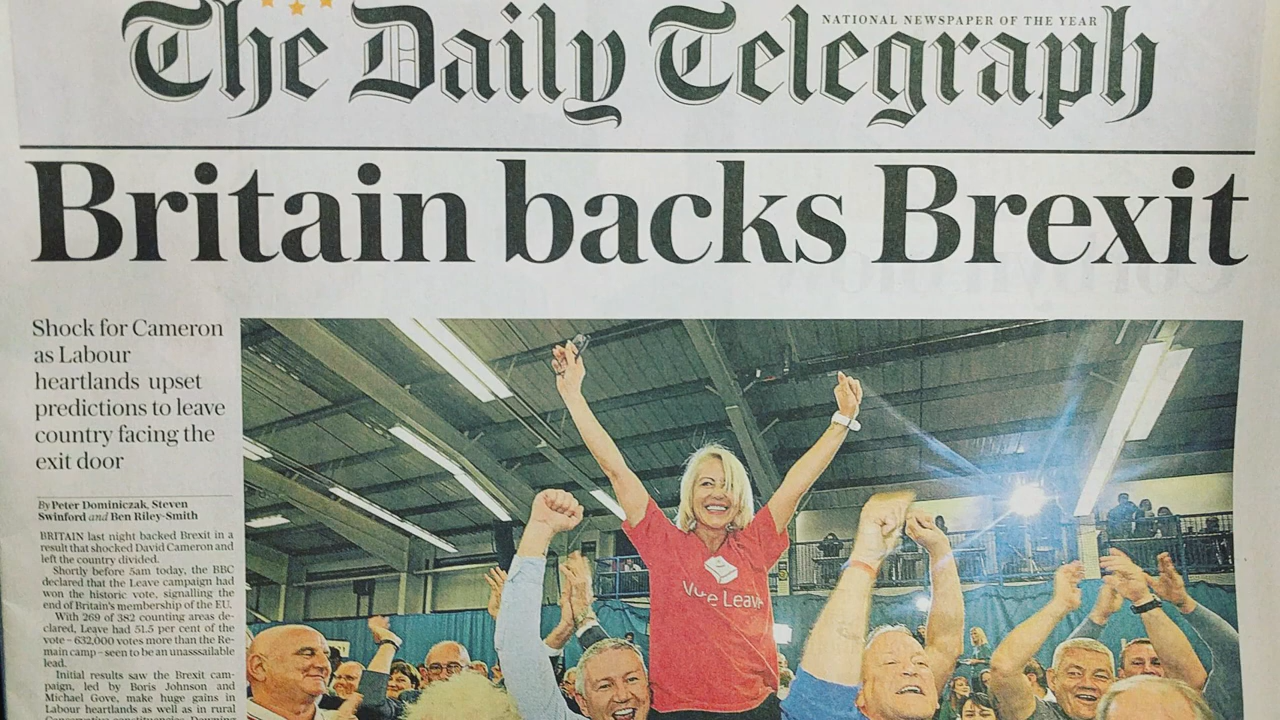 NATIONAL NEWSPAPER OF THE YEAR
The Daily Telegraph
Britain backs Brexit
Shock for Cameron
as Labour
heartlands upset
predictions to leave
country facing the
exit door
By Peter Dominiczak, Steven
Swinford and Ben Riley-Smith
BRITAIN last night backed Brexit in a
result that shocked David Cameron and
left the country divided.
Shortly before 5am today, the BBC
declared that the Leave campaign had
won the historic vote, signalling the
end of Britain's membership of the EU.
With 269 of 382 counting areas de-
clared, Leave had 51.5 per cent of the
vote – 632,000 votes more than the Re-
main camp – seen to be an unasssailable
lead.
Initial results saw the Brexit cam-
paign, led by Boris Johnson and
Michael Gove, make huge gains in
Labour heartlands as well as in rural
Vote Leave